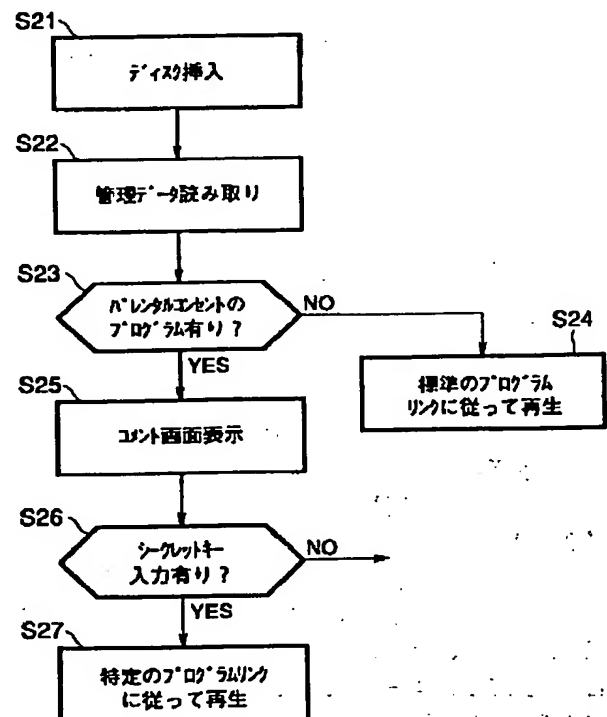 S21
ディスク挿入
S22
管理データ読み取り
S23
パレンタルエンセントの
プログラム有り？
NO
S24
標準のプログラム
リンクに従って再生
YES
S25
コメント画面表示
S26
シークレットキー
入力有り？
NO
YES
S27
特定のプログラムリンク
に従って再生